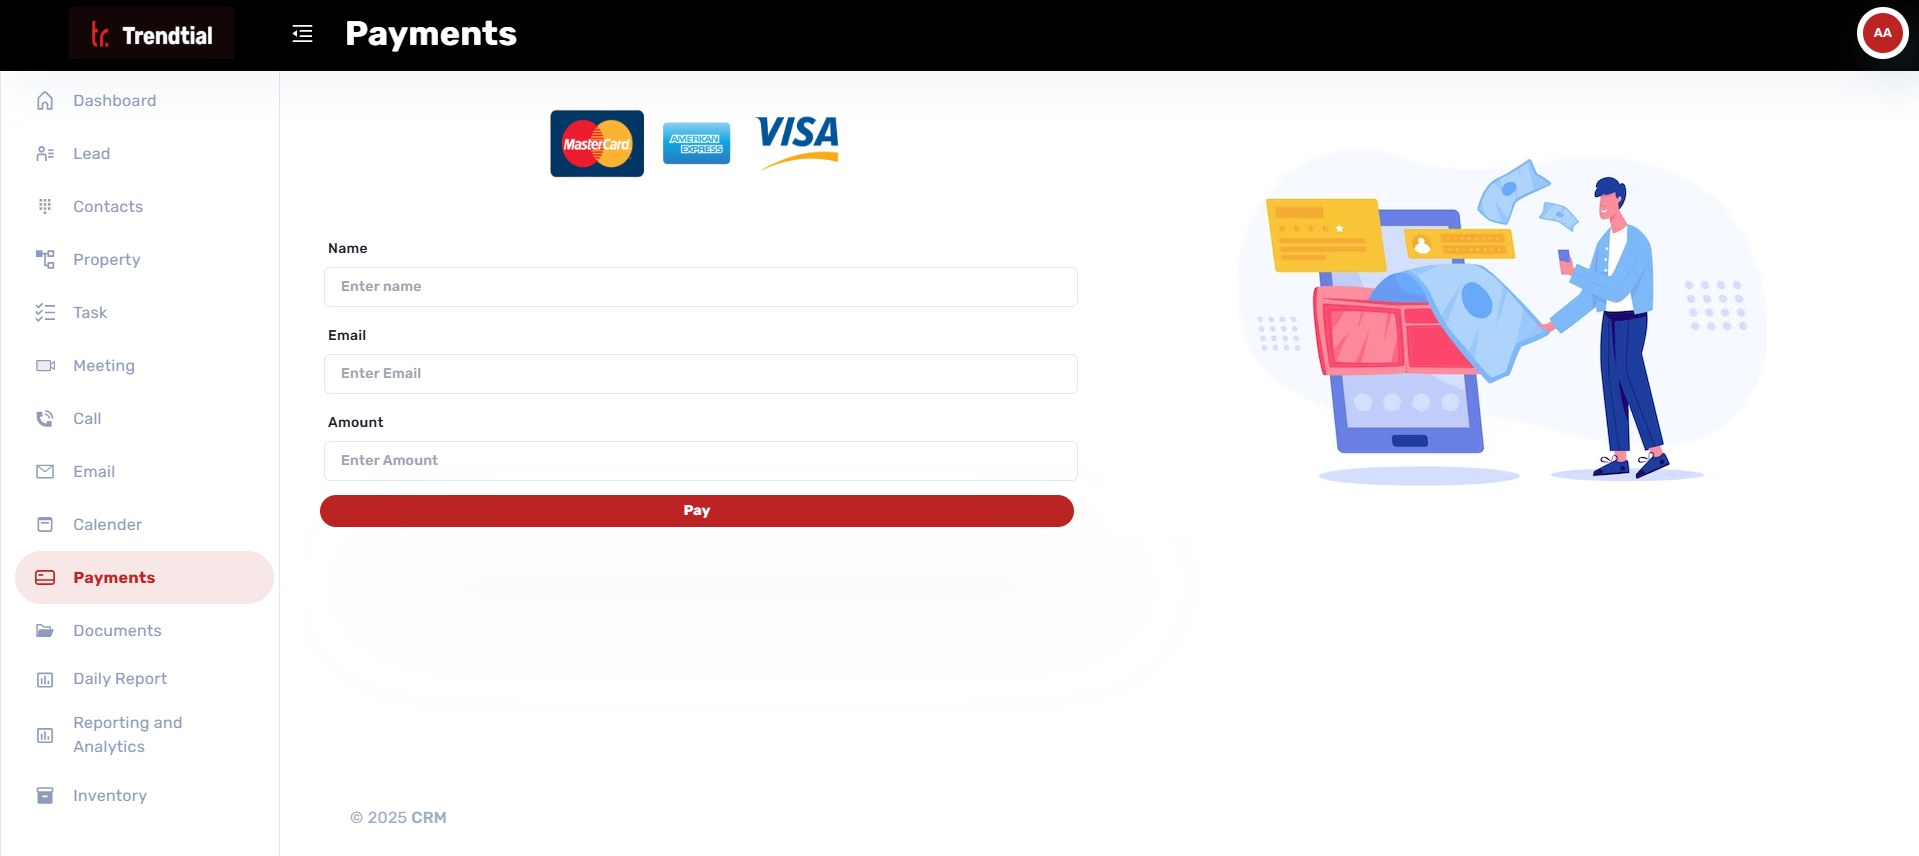 tr. Trendtial
Payments
AA
Dashboard
Lead
Contacts
Property
Task
Meeting
Call
Email
Calender
Payments
Documents
Daily Report
Reporting and
Analytics
Inventory
MasterCard
AMERICAN
EXPRESS
VISA
Name
Enter name
Email
Enter Email
Amount
Enter Amount
Pay
© 2025 CRM